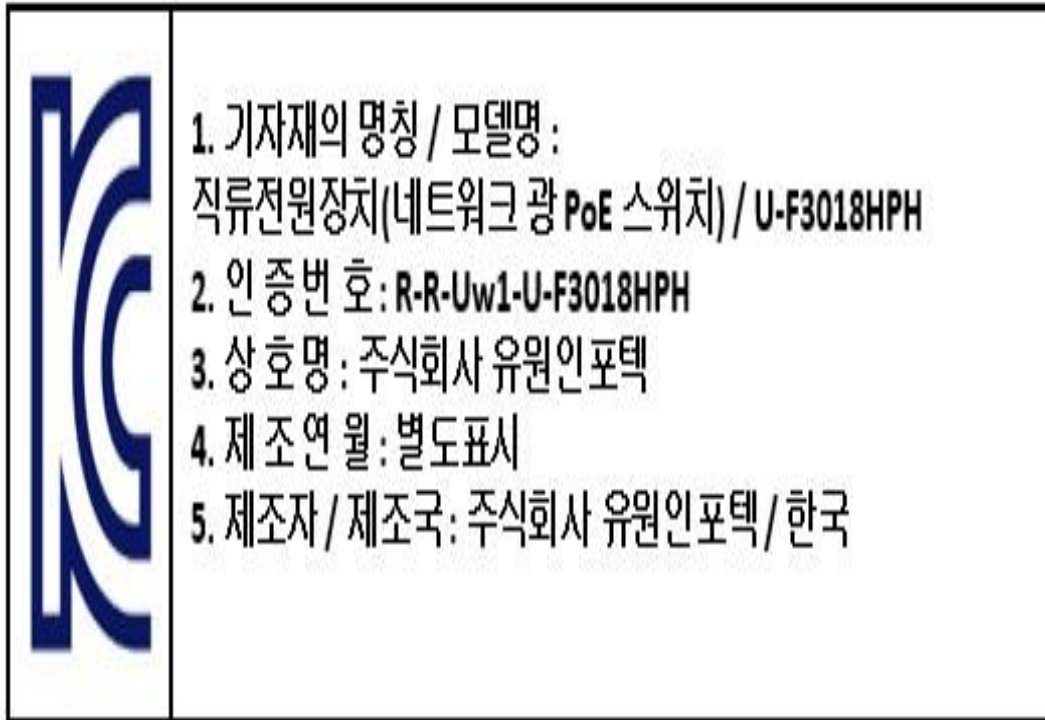 1. 기자재의 명칭 / 모델명 :
직류전원장치(네트워크 광 PoE 스위치) / U-F3018HPH
2. 인 증 번 호 : R-R-Uw1-U-F3018HPH
3. 상 호 명 : 주식회사 유원인포텍
4. 제 조 연 월 : 별도표시
5. 제조자 / 제조국 : 주식회사 유원인포텍 / 한국